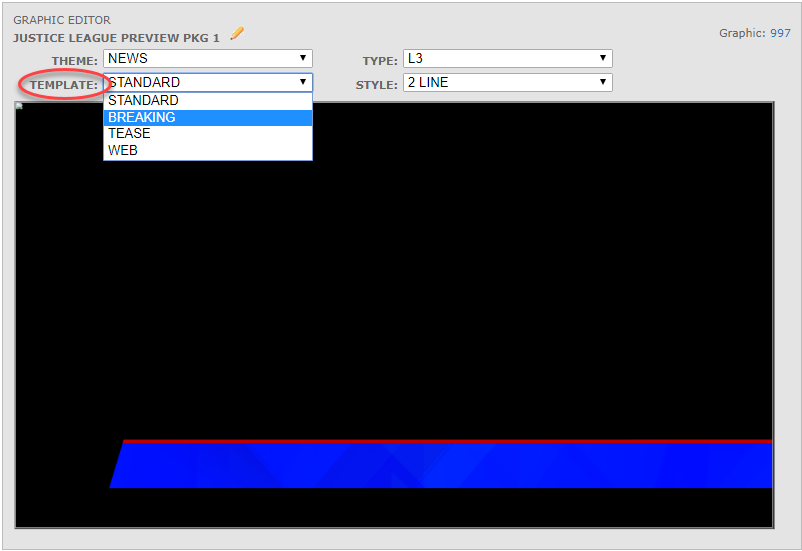 GRAPHIC EDITOR
JUSTICE LEAGUE PREVIEW PKG 1
Graphic: 997
THEME: NEWS TYPE: L3
TEMPLATE: STANDARD STYLE: 2 LINE
STANDARD
BREAKING
TEASE
WEB